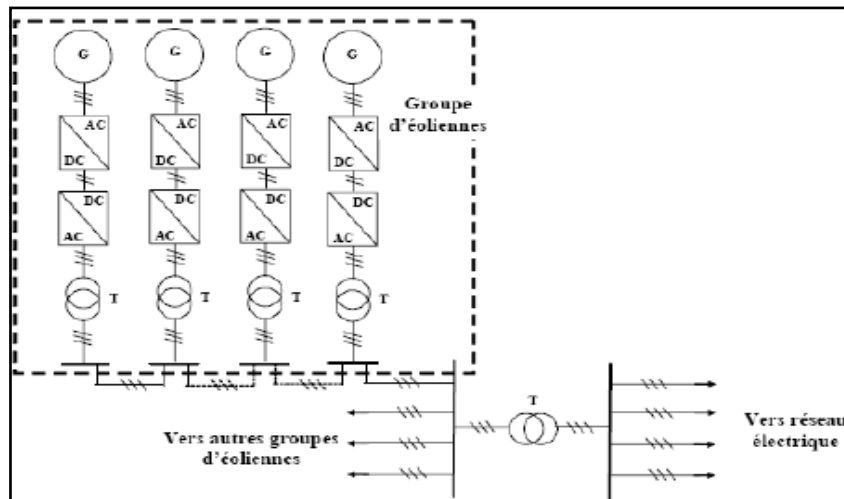 G G G G
Groupe
d'éoliennes
AC AC AC AC
DC DC DC DC
DC DC DC DC
AC AC AC AC
T T T T
T
Vers autres groupes
d'éoliennes
Vers réseau
électrique